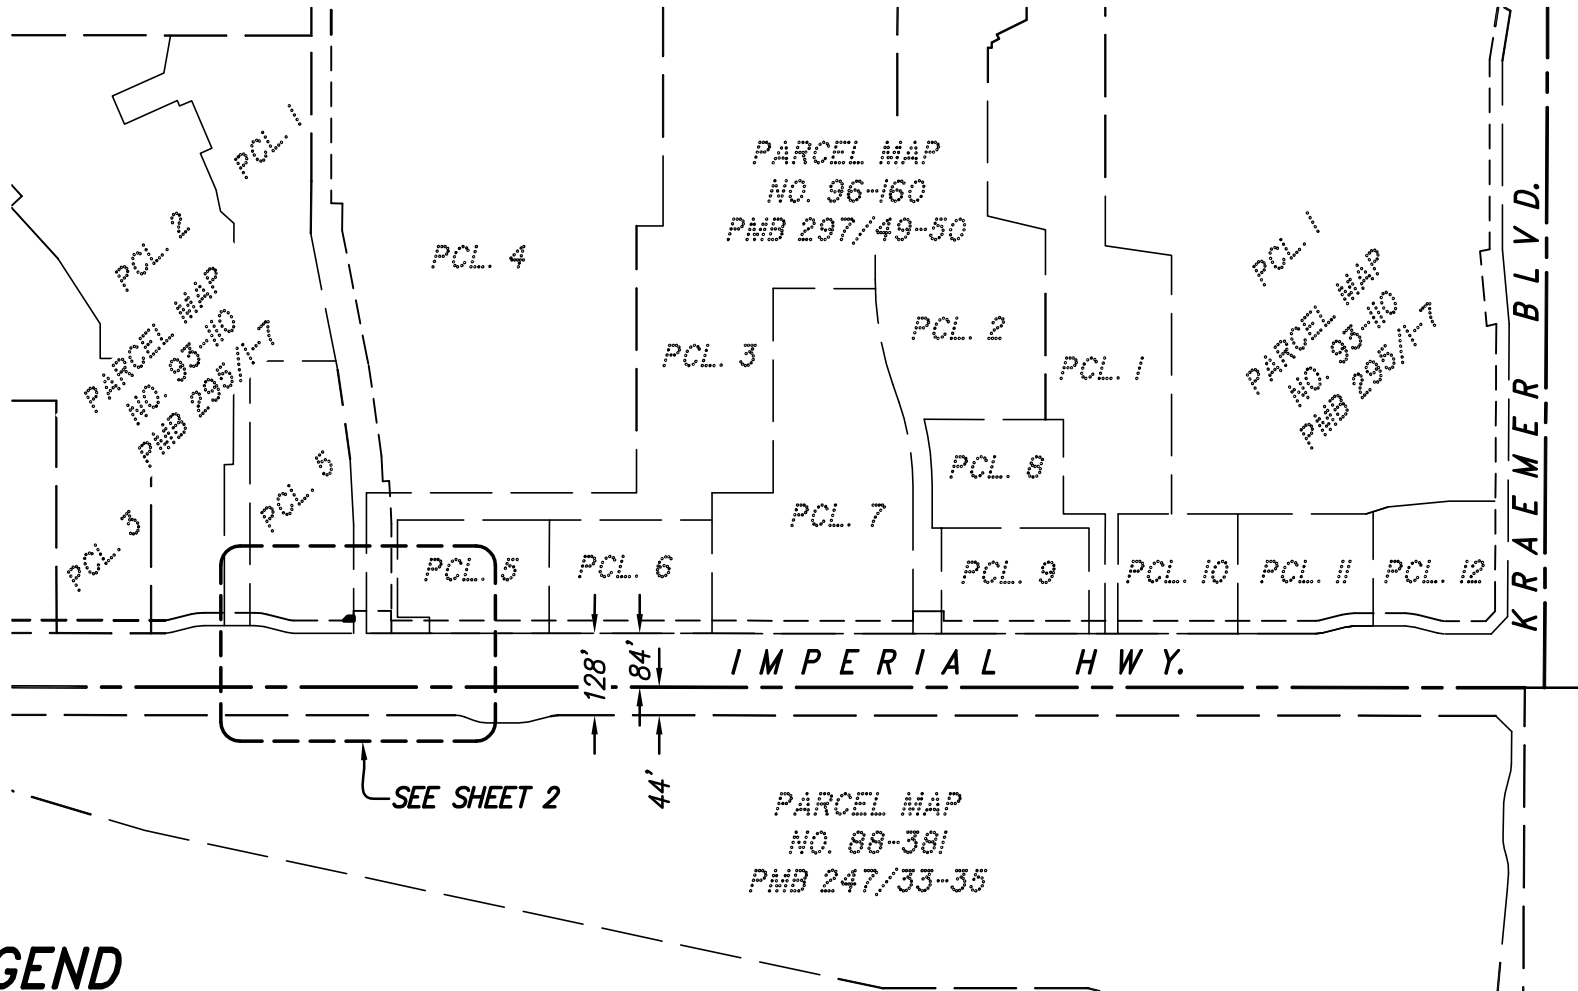 PCL. 1
PCL. 2
PARCEL MAP
NO. 93-110
PMB 295/1-7
PCL. 3
PCL. 5
PCL. 4
PARCEL MAP
NO. 96-160
PMB 297/49-50
PCL. 3
PCL. 2
PCL. 1
PCL. 1
PARCEL MAP
NO. 93-110
PMB 295/1-7
KRAEMER BLVD.
PCL. 8
PCL. 7
PCL. 5
PCL. 6
PCL. 9
PCL. 10
PCL. 11
PCL. 12
128'
84'
IMPERIAL HWY.
44'
SEE SHEET 2
PARCEL MAP
NO. 88-381
PMB 247/33-35
GEND